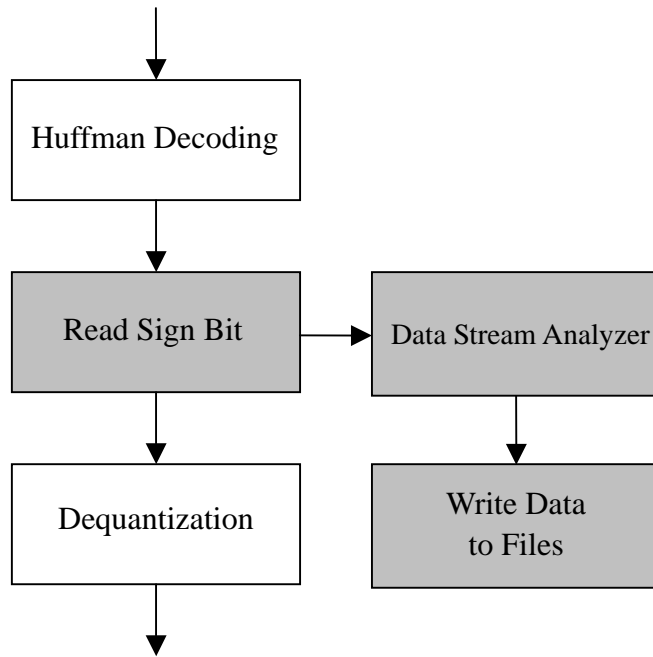 Huffman Decoding
Read Sign Bit
Data Stream Analyzer
Dequantization
Write Data
to Files